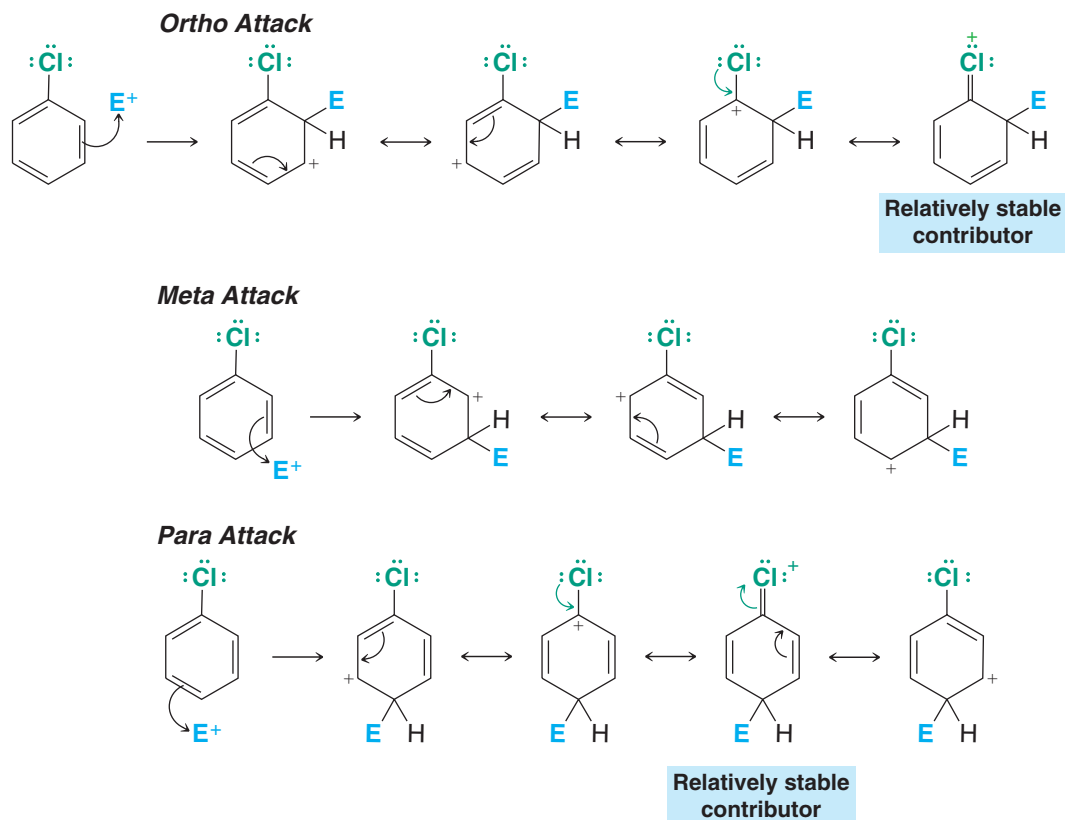 Ortho Attack
:Cl: E+ :Cl: E H + :Cl: E H + :Cl: E H + +Cl: E H
Relatively stable
contributor
Meta Attack
:Cl: E+ :Cl: + H E :Cl: + H E :Cl: H E +
Para Attack
:Cl: E+ :Cl: + E H :Cl: + E H Cl:+ E H :Cl: + E H
Relatively stable
contributor